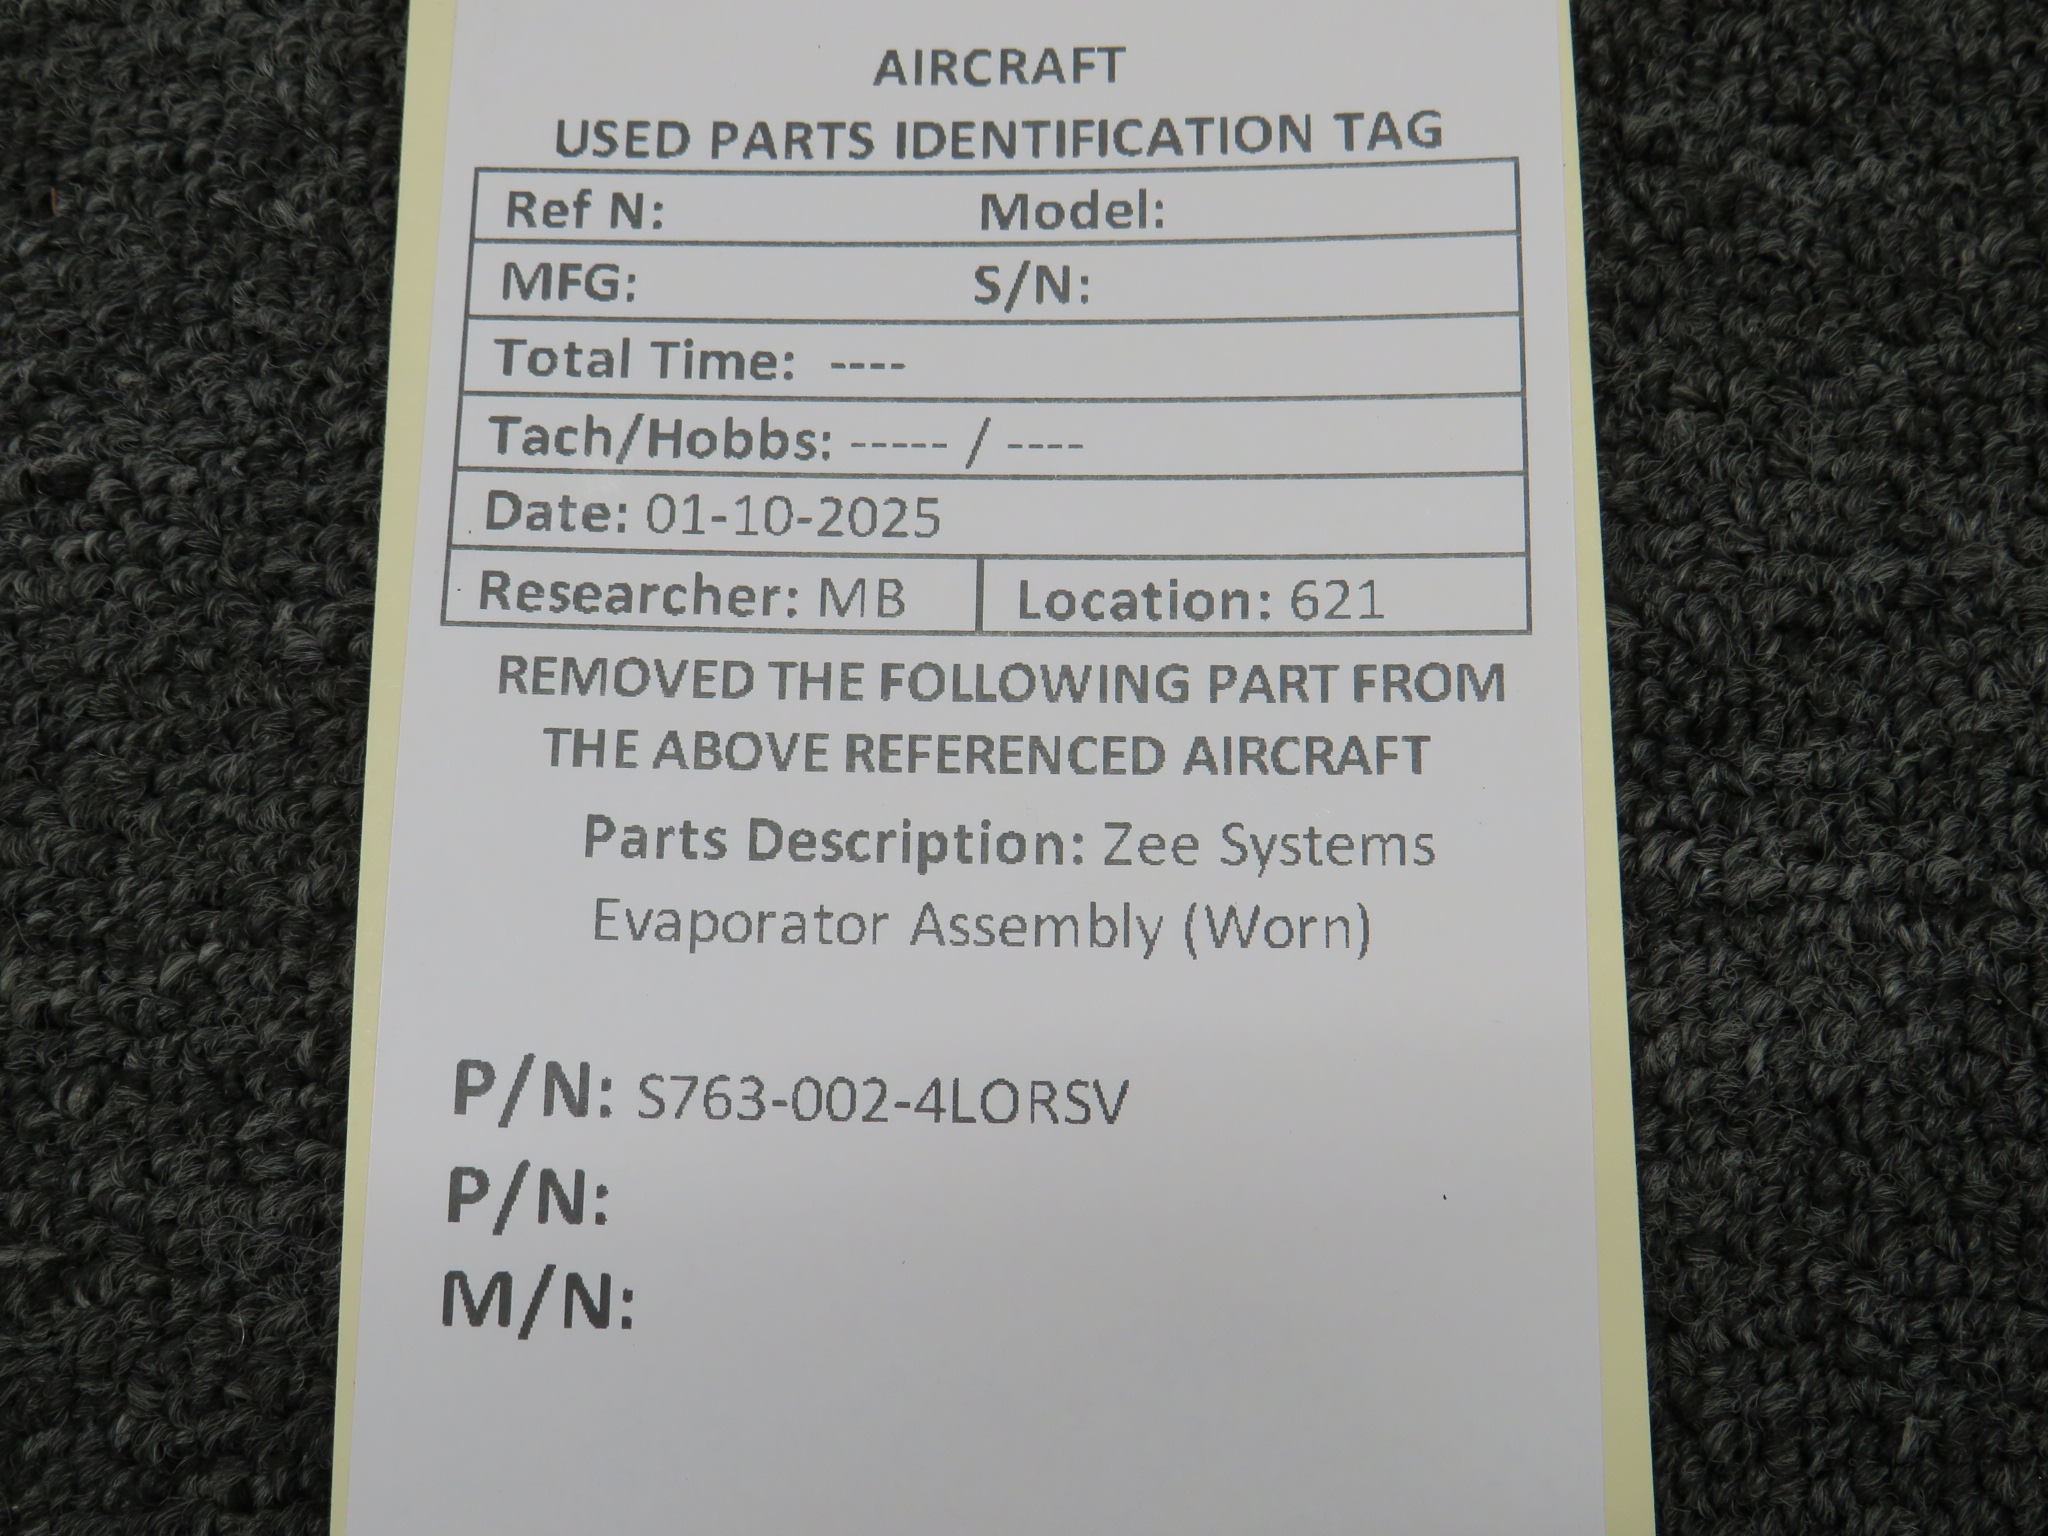 AIRCRAFT
USED PARTS IDENTIFICATION TAG
Ref N: Model:
MFG: S/N:
Total Time: ----
Tach/Hobbs: ----- / ----
Date: 01-10-2025
Researcher: MB Location: 621
REMOVED THE FOLLOWING PART FROM
THE ABOVE REFERENCED AIRCRAFT
Parts Description: Zee Systems
Evaporator Assembly (Worn)
P/N: S763-002-4LORSV
P/N:
M/N: